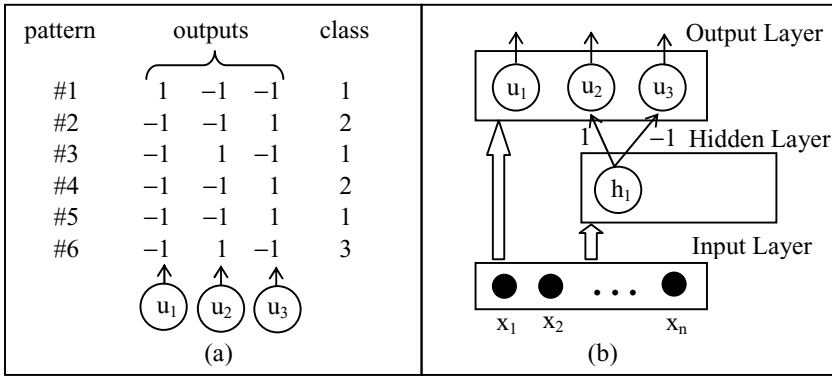 pattern outputs class
#1 1 −1 −1 1
#2 −1 −1 1 2
#3 −1 1 −1 1
#4 −1 −1 1 2
#5 −1 −1 1 1
#6 −1 1 −1 3
u1 u2 u3
(a)
Output Layer
u1 u2 u3
1 −1 Hidden Layer
h1
Input Layer
. . .
x1 x2 xn
(b)